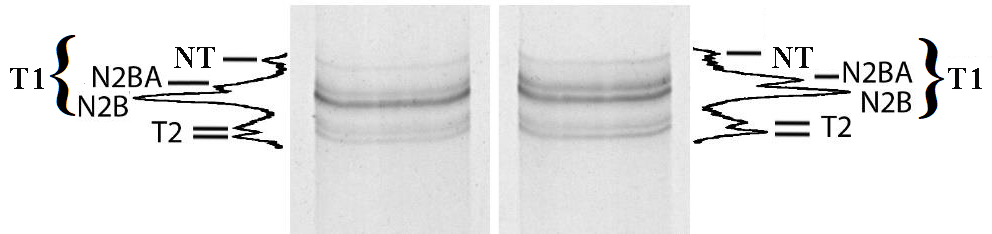 T1 { NT
N2BA
N2B
T2
NT } T1
N2BA
N2B
T2